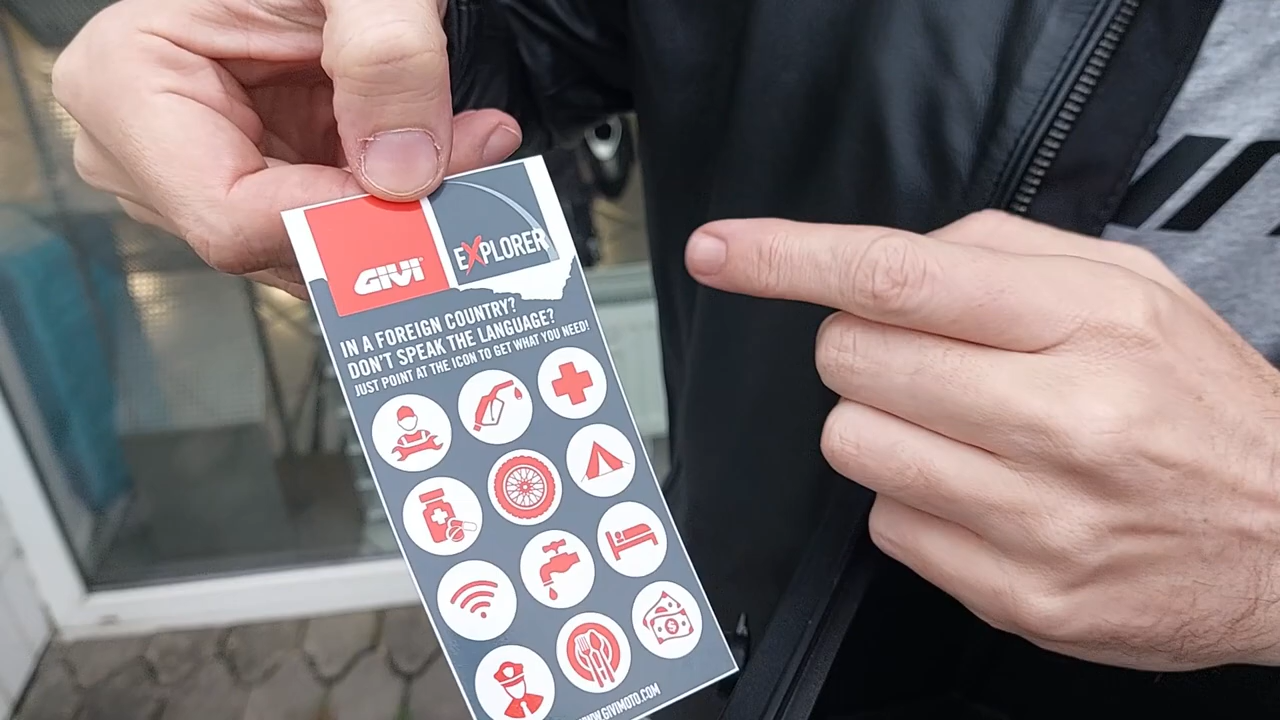 GIVI
EXPLORER
IN A FOREIGN COUNTRY?
DON'T SPEAK THE LANGUAGE?
JUST POINT AT THE ICON TO GET WHAT YOU NEED!
WWW.GIVIMOTO.COM